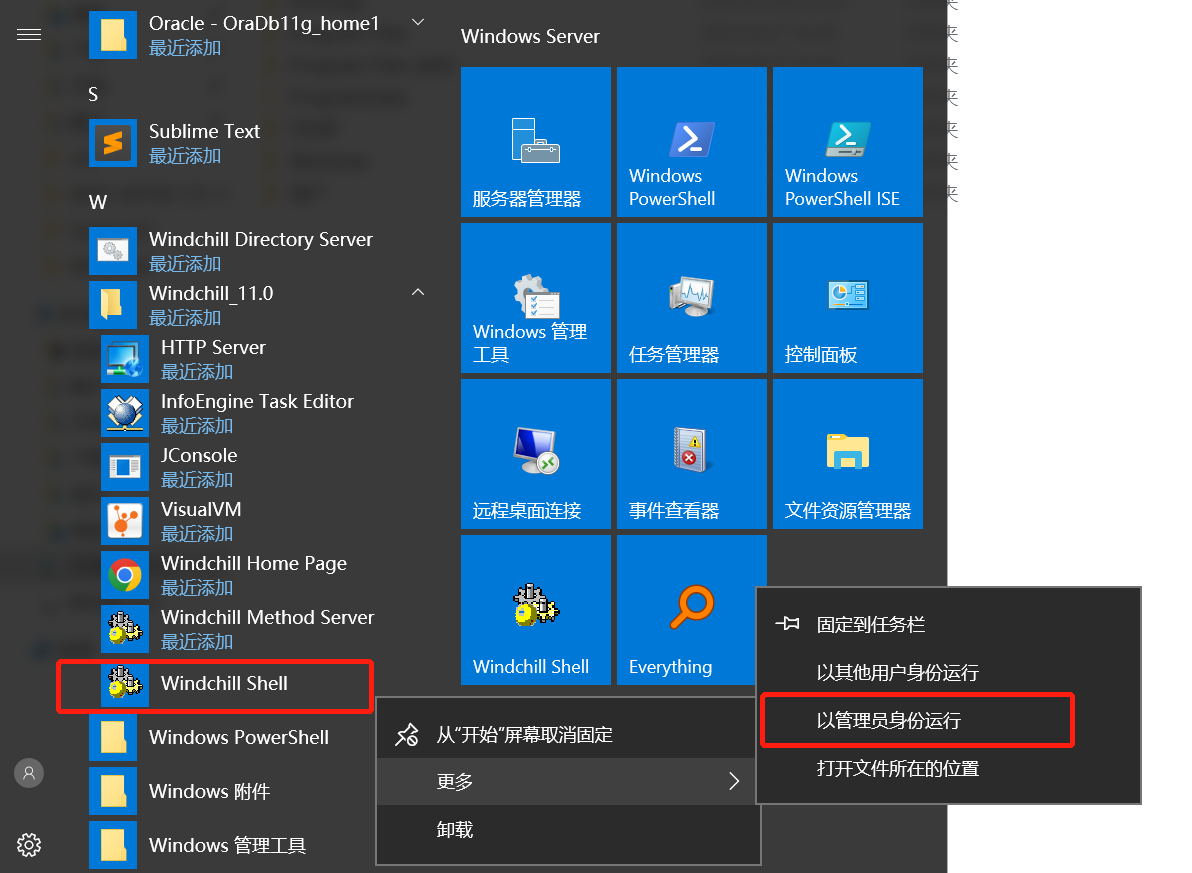 Oracle - OraDb11g_home1
最近添加
S
Sublime Text
最近添加
W
Windchill Directory Server
最近添加
Windchill_11.0
最近添加
HTTP Server
最近添加
InfoEngine Task Editor
最近添加
JConsole
最近添加
VisualVM
最近添加
Windchill Home Page
最近添加
Windchill Method Server
最近添加
Windchill Shell
Windows PowerShell
Windows 附件
Windows 管理工具
Windows Server
服务器管理器
Windows
PowerShell
Windows
PowerShell ISE
Windows 管理
工具
任务管理器
控制面板
远程桌面连接
事件查看器
文件资源管理器
Windchill Shell
Everything
从“开始”屏幕取消固定
更多
卸载
固定到任务栏
以其他用户身份运行
以管理员身份运行
打开文件所在的位置